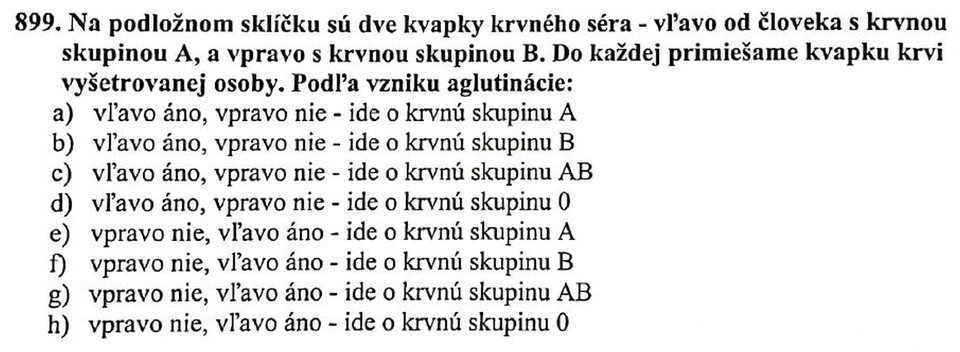 899. Na podložnom sklíčku sú dve kvapky krvného séra - vľavo od človeka s krvnou
skupinou A, a vpravo s krvnou skupinou B. Do každej primiešame kvapku krvi
vyšetrovanej osoby. Podľa vzniku aglutinácie:
a) vľavo áno, vpravo nie - ide o krvnú skupinu A
b) vľavo áno, vpravo nie - ide o krvnú skupinu B
c) vľavo áno, vpravo nie - ide o krvnú skupinu AB
d) vľavo áno, vpravo nie - ide o krvnú skupinu 0
e) vpravo nie, vľavo áno - ide o krvnú skupinu A
f) vpravo nie, vľavo áno - ide o krvnú skupinu B
g) vpravo nie, vľavo áno - ide o krvnú skupinu AB
h) vpravo nie, vľavo áno - ide o krvnú skupinu 0